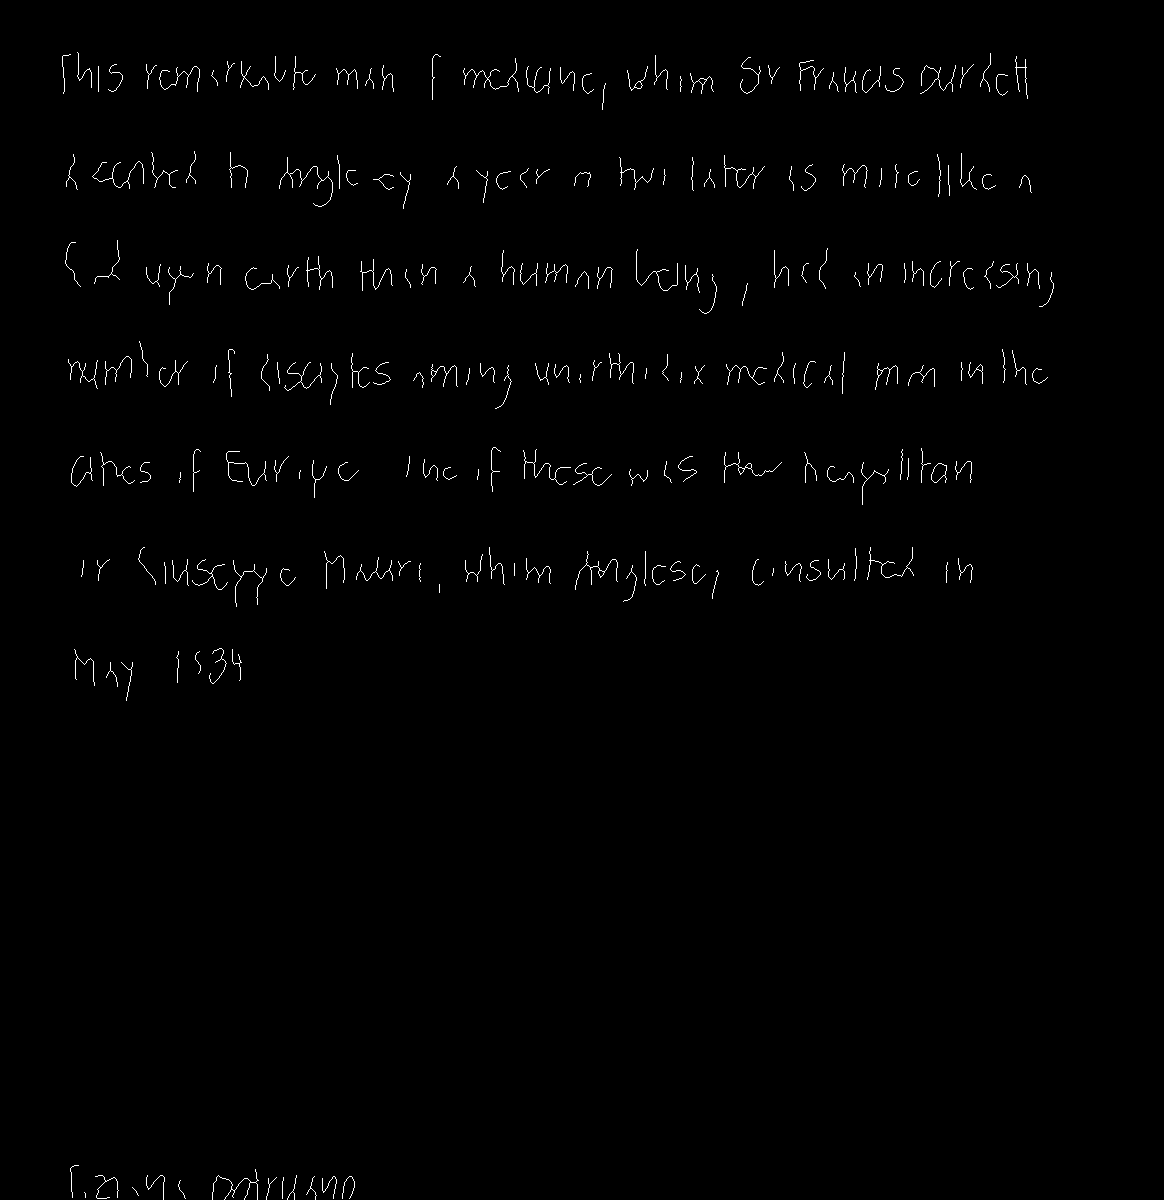 This remarkable man of medicine, whom Sir Francis Burdett
described to Anglesey a year or two later as more like a
God upon earth than a human being, had an increasing
number of disciples among unorthodox medical men in the
cities of Europe One of these was the Neapolitan
Dr Giuseppe Mauri, whom Anglesey consulted in
May 1834